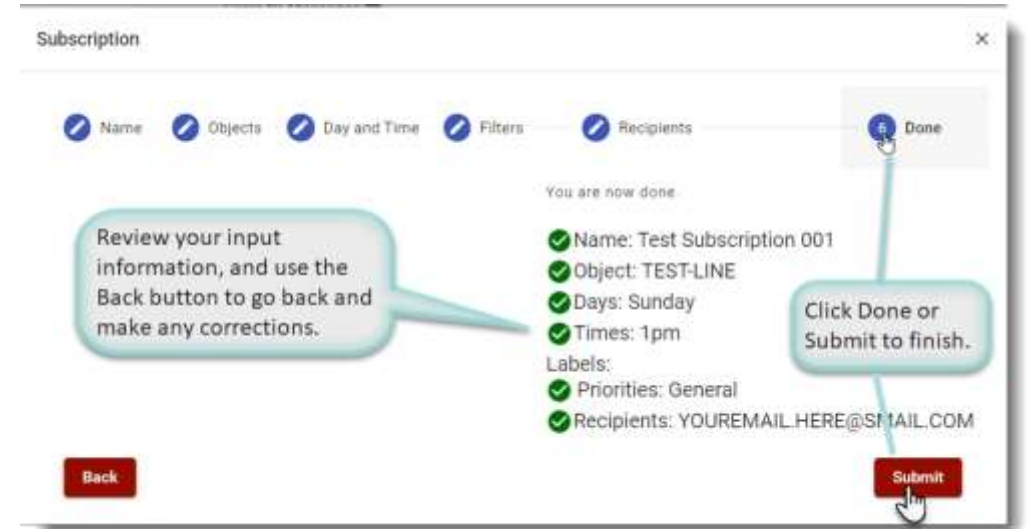 Subscription
Name Objects Day and Time Filters Recipients 6 Done
You are now done.
Review your input
information, and use the
Back button to go back and
make any corrections.
Name: Test Subscription 001
Object: TEST-LINE
Days: Sunday
Times: 1pm
Labels:
Priorities: General
Recipients: YOUREMAIL.HERE@SMAIL.COM
Click Done or
Submit to finish.
Back
Submit